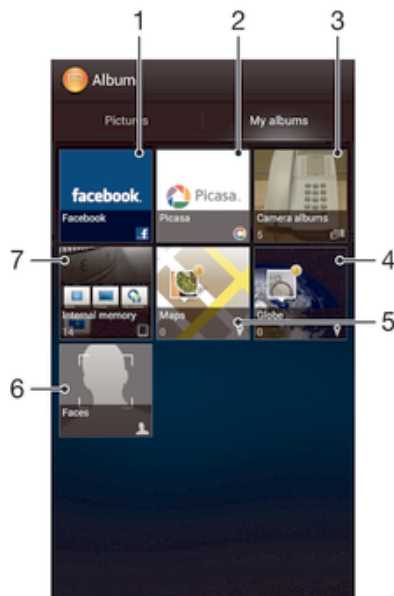 1 2 3
Album
Pictures My albums
facebook.
Facebook
Picasa.
Picasa
Camera albums
5
7
4
Internal memory
14
Maps
0
Globe
0
5
6
Faces